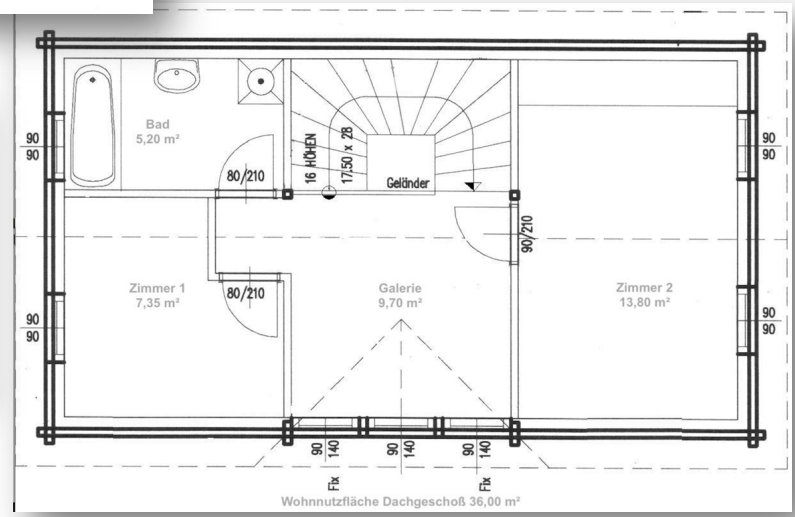 Bad
5,20 m²
90
90
80/210
16 HÖHEN
17.50 x 28
Geländer
90
90
90/210
Zimmer 1
7,35 m²
80/210
Galerie
9,70 m²
Zimmer 2
13,80 m²
90
90
90
90
90
140
90
140
90
140
Fix
Fix
Wohnnutzfläche Dachgeschoß 36,00 m²